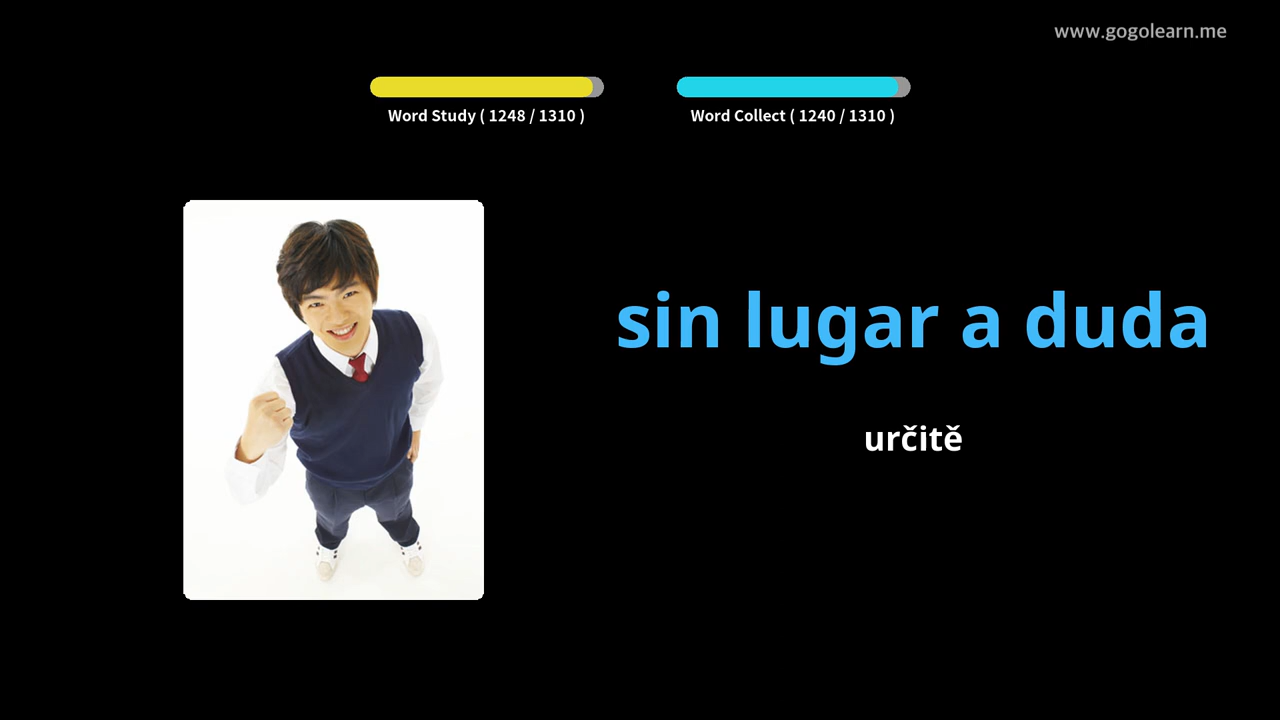 www.gogolearn.me
Word Study ( 1248 / 1310 )
Word Collect ( 1240 / 1310 )
sin lugar a duda
určitě